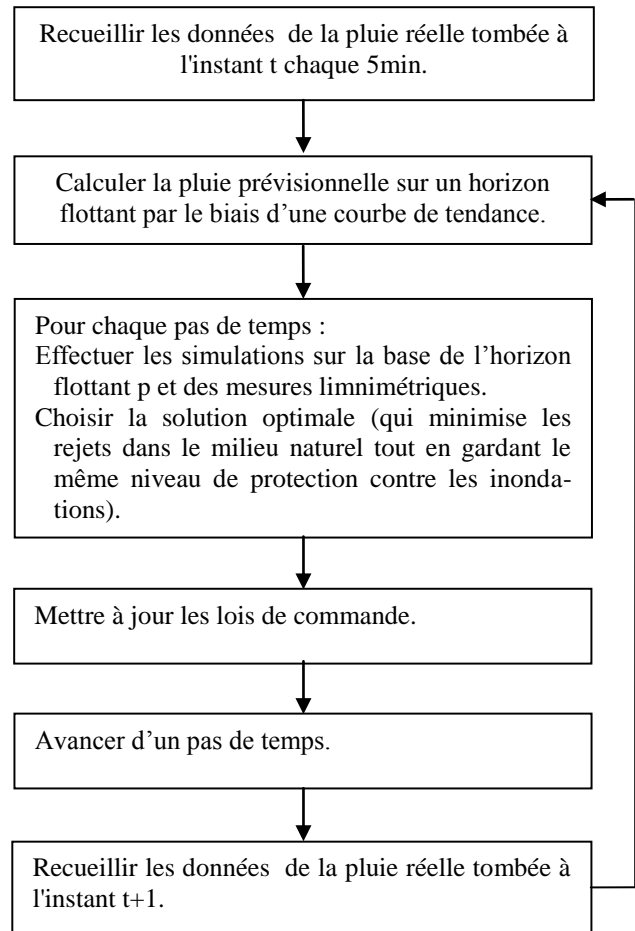 Recueillir les données de la pluie réelle tombée à
l'instant t chaque 5min.
Calculer la pluie prévisionnelle sur un horizon
flottant par le biais d’une courbe de tendance.
Pour chaque pas de temps :
Effectuer les simulations sur la base de l’horizon
flottant p et des mesures limnimétriques.
Choisir la solution optimale (qui minimise les
rejets dans le milieu naturel tout en gardant le
même niveau de protection contre les inonda-
tions).
Mettre à jour les lois de commande.
Avancer d’un pas de temps.
Recueillir les données de la pluie réelle tombée à
l'instant t+1.